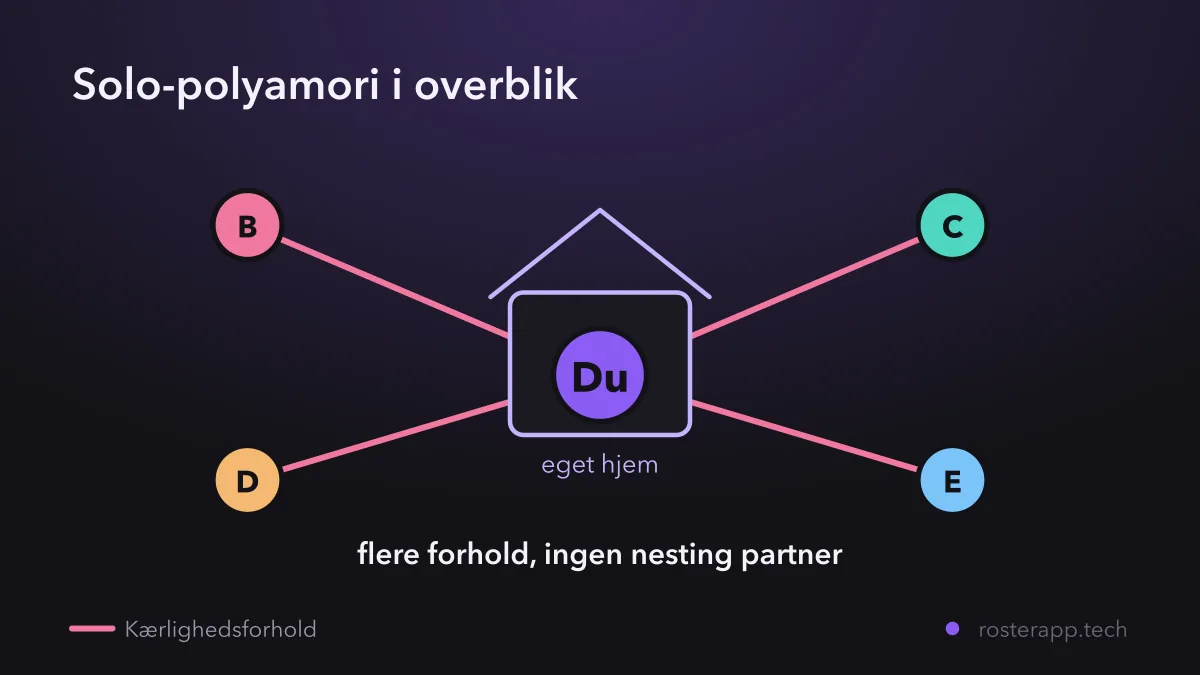 Solo-polyamori i overblik
B
C
Du
D
E
eget hjem
flere forhold, ingen nesting partner
Kærlighedsforhold
rosterapp.tech